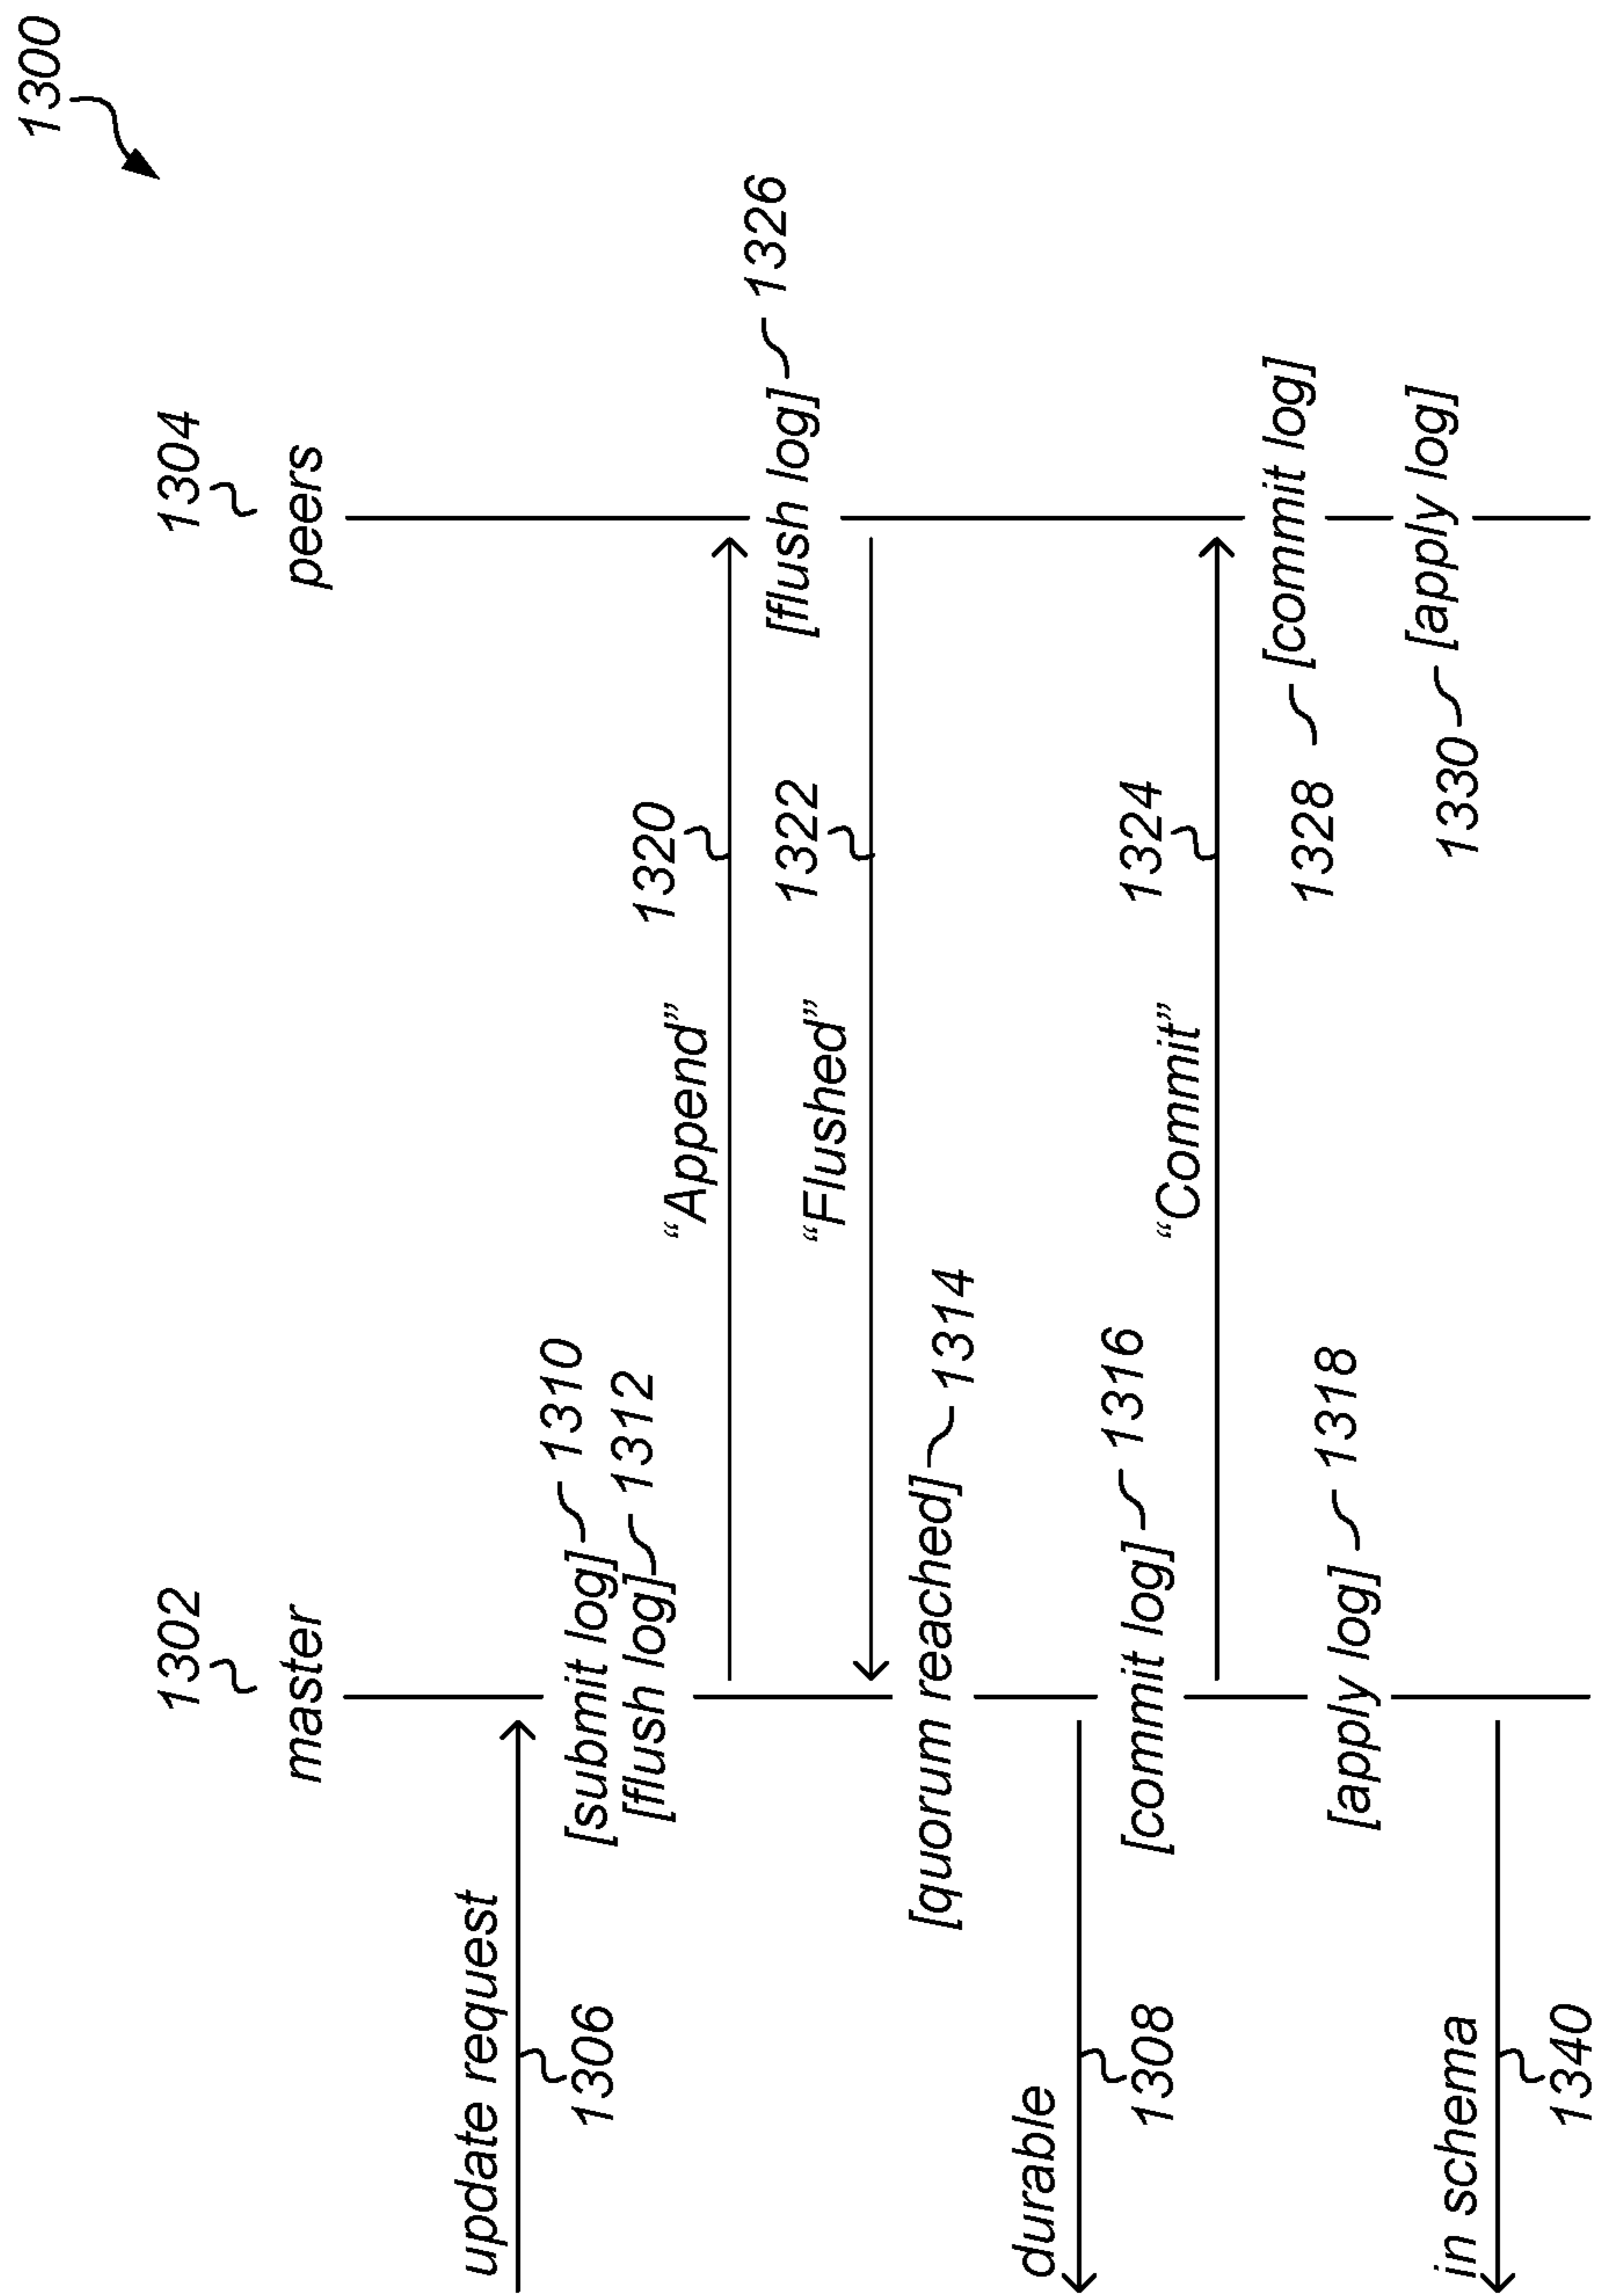 1300
1302
master
1304
peers
update request
1306
[submit log]
1310
[flush log]
1312
"Append"
1320
[flush log]
1326
"Flushed"
1322
[quorum reached]
1314
durable
1308
[commit log]
1316
"Commit"
1324
1328
[commit log]
[apply log]
1318
1330
[apply log]
in schema
1340